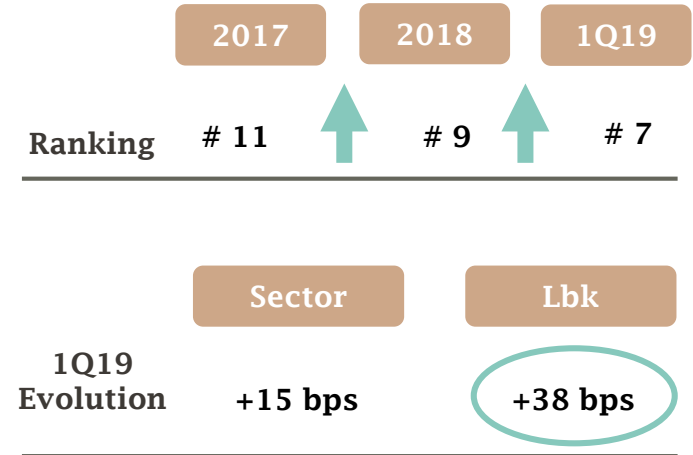 2017 2018 1Q19
Ranking # 11 # 9 # 7
Sector Lbk
1Q19
Evolution +15 bps +38 bps